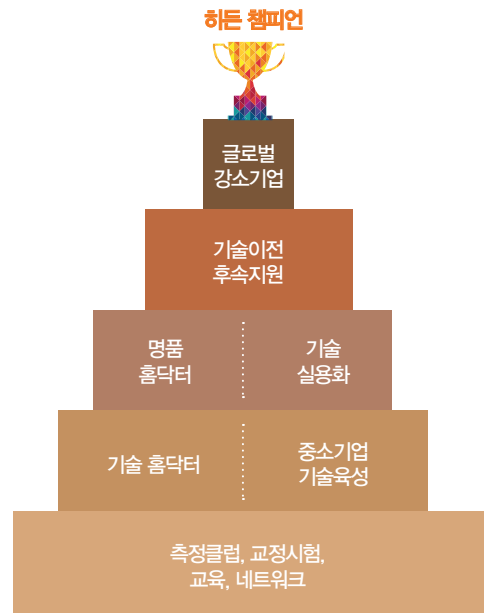 히든 챔피언
글로벌
강소기업
기술이전
후속지원
명품
홈닥터
기술
실용화
기술 홈닥터
중소기업
기술육성
측정클럽, 교정시험,
교육, 네트워크